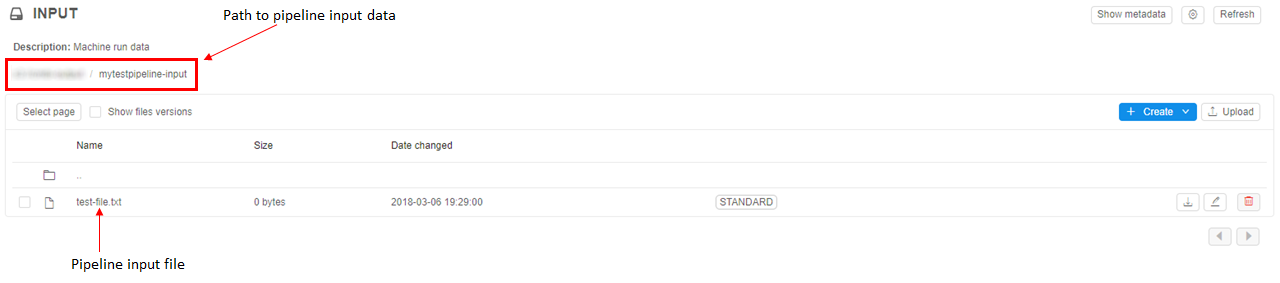 INPUT
Path to pipeline input data
Show metadata
Refresh
Description: Machine run data
/ mytestpipeline-input
Select page
Show files versions
+ Create
Upload
Name Size Date changed
..
test-file.txt 0 bytes 2018-03-06 19:29:00 STANDARD
Pipeline input file